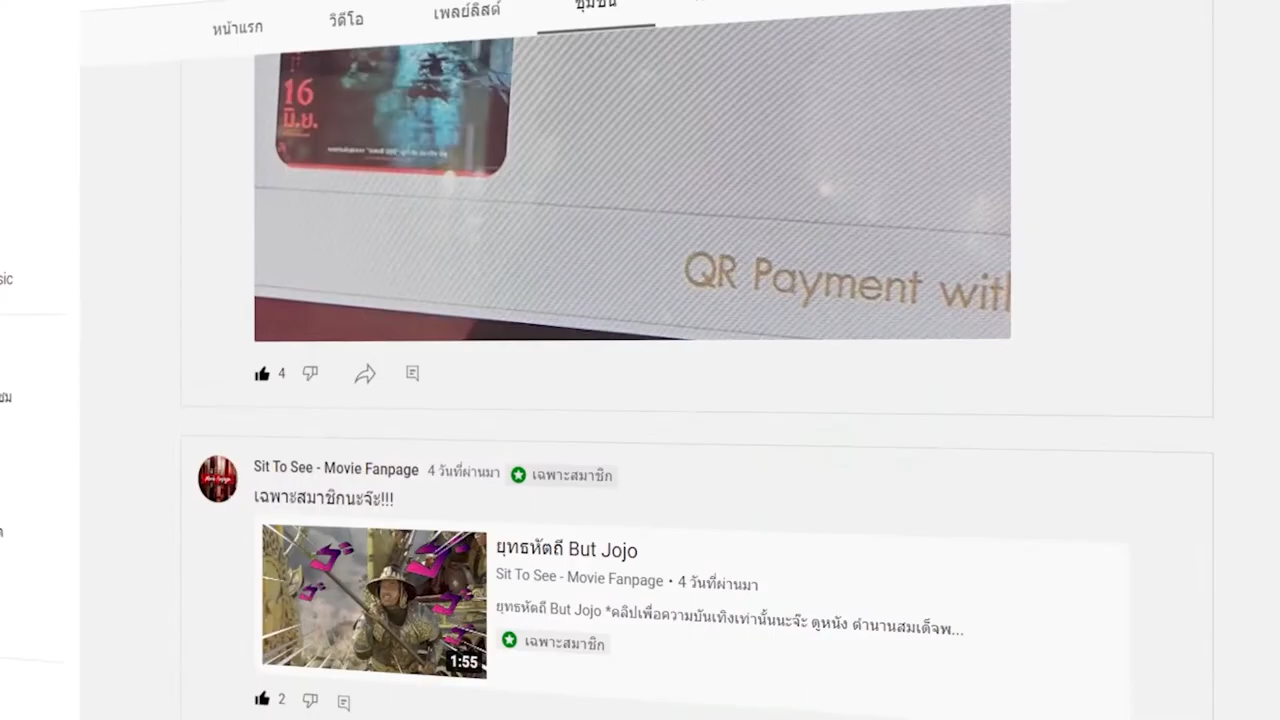 หน้าแรก
วิดีโอ
เพลย์ลิสต์
ชุมชน
16
มิ.ย.
QR Payment with
sic
4
ชม
Sit To See - Movie Fanpage 4 วันที่ผ่านมา เฉพาะสมาชิก
เฉพาะสมาชิกนะจ๊ะ!!!
ยุทธหัตถี But Jojo
Sit To See - Movie Fanpage • 4 วันที่ผ่านมา
ยุทธหัตถี But Jojo *คลิปเพื่อความบันเทิงเท่านั้นนะจ๊ะ ดูหนัง ตำนานสมเด็จพ...
เฉพาะสมาชิก
1:55
2